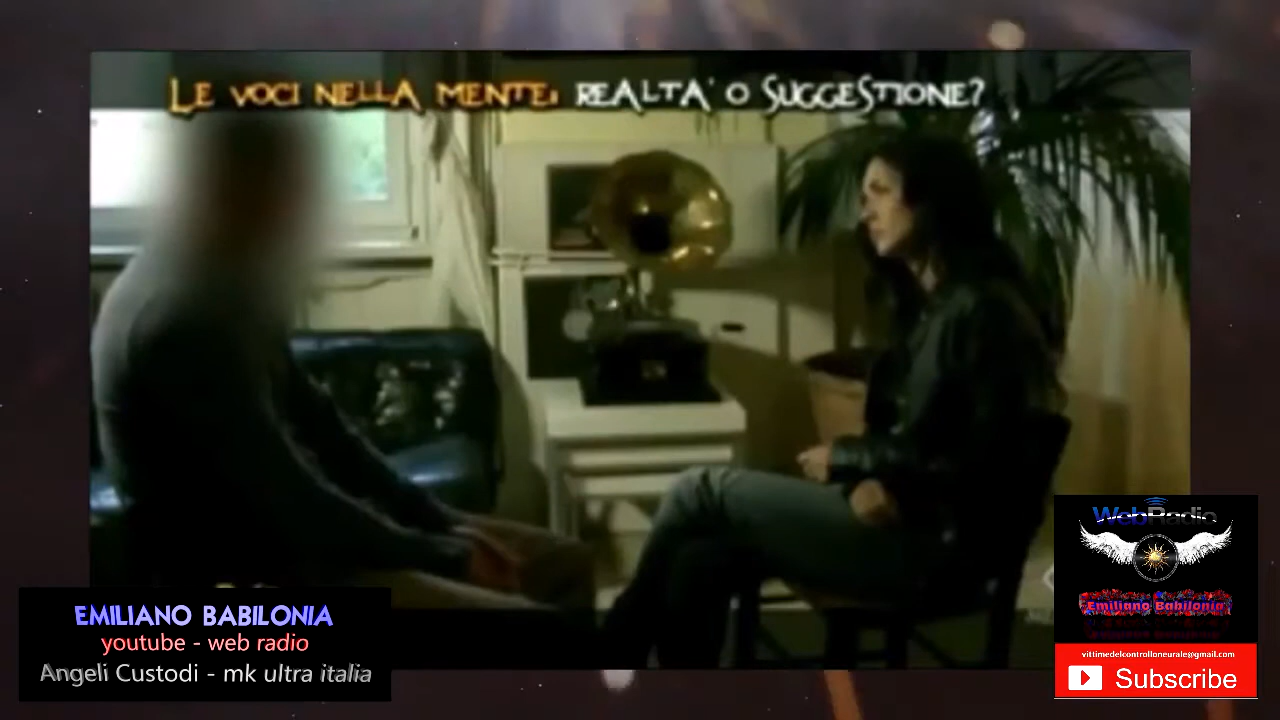 Le voci nella mente: realtà o suggestione?
EMILIANO BABILONIA
youtube - web radio
Angeli Custodi - mk ultra italia
WebRadio
Emiliano Babilonia
vittimedelcontrolloneurale@gmail.com
Subscribe